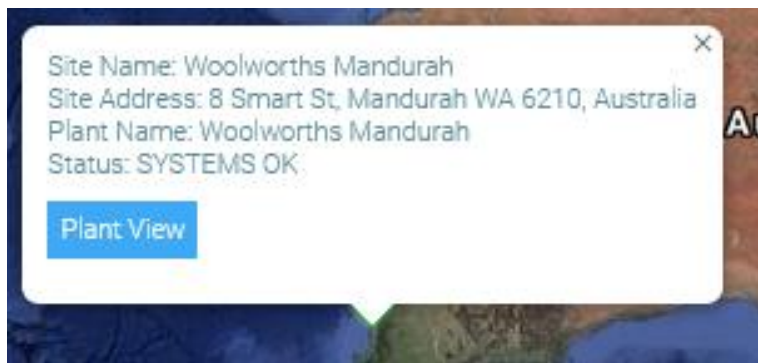 Site Name: Woolworths Mandurah
Site Address: 8 Smart St, Mandurah WA 6210, Australia
Plant Name: Woolworths Mandurah
Status: SYSTEMS OK
Plant View